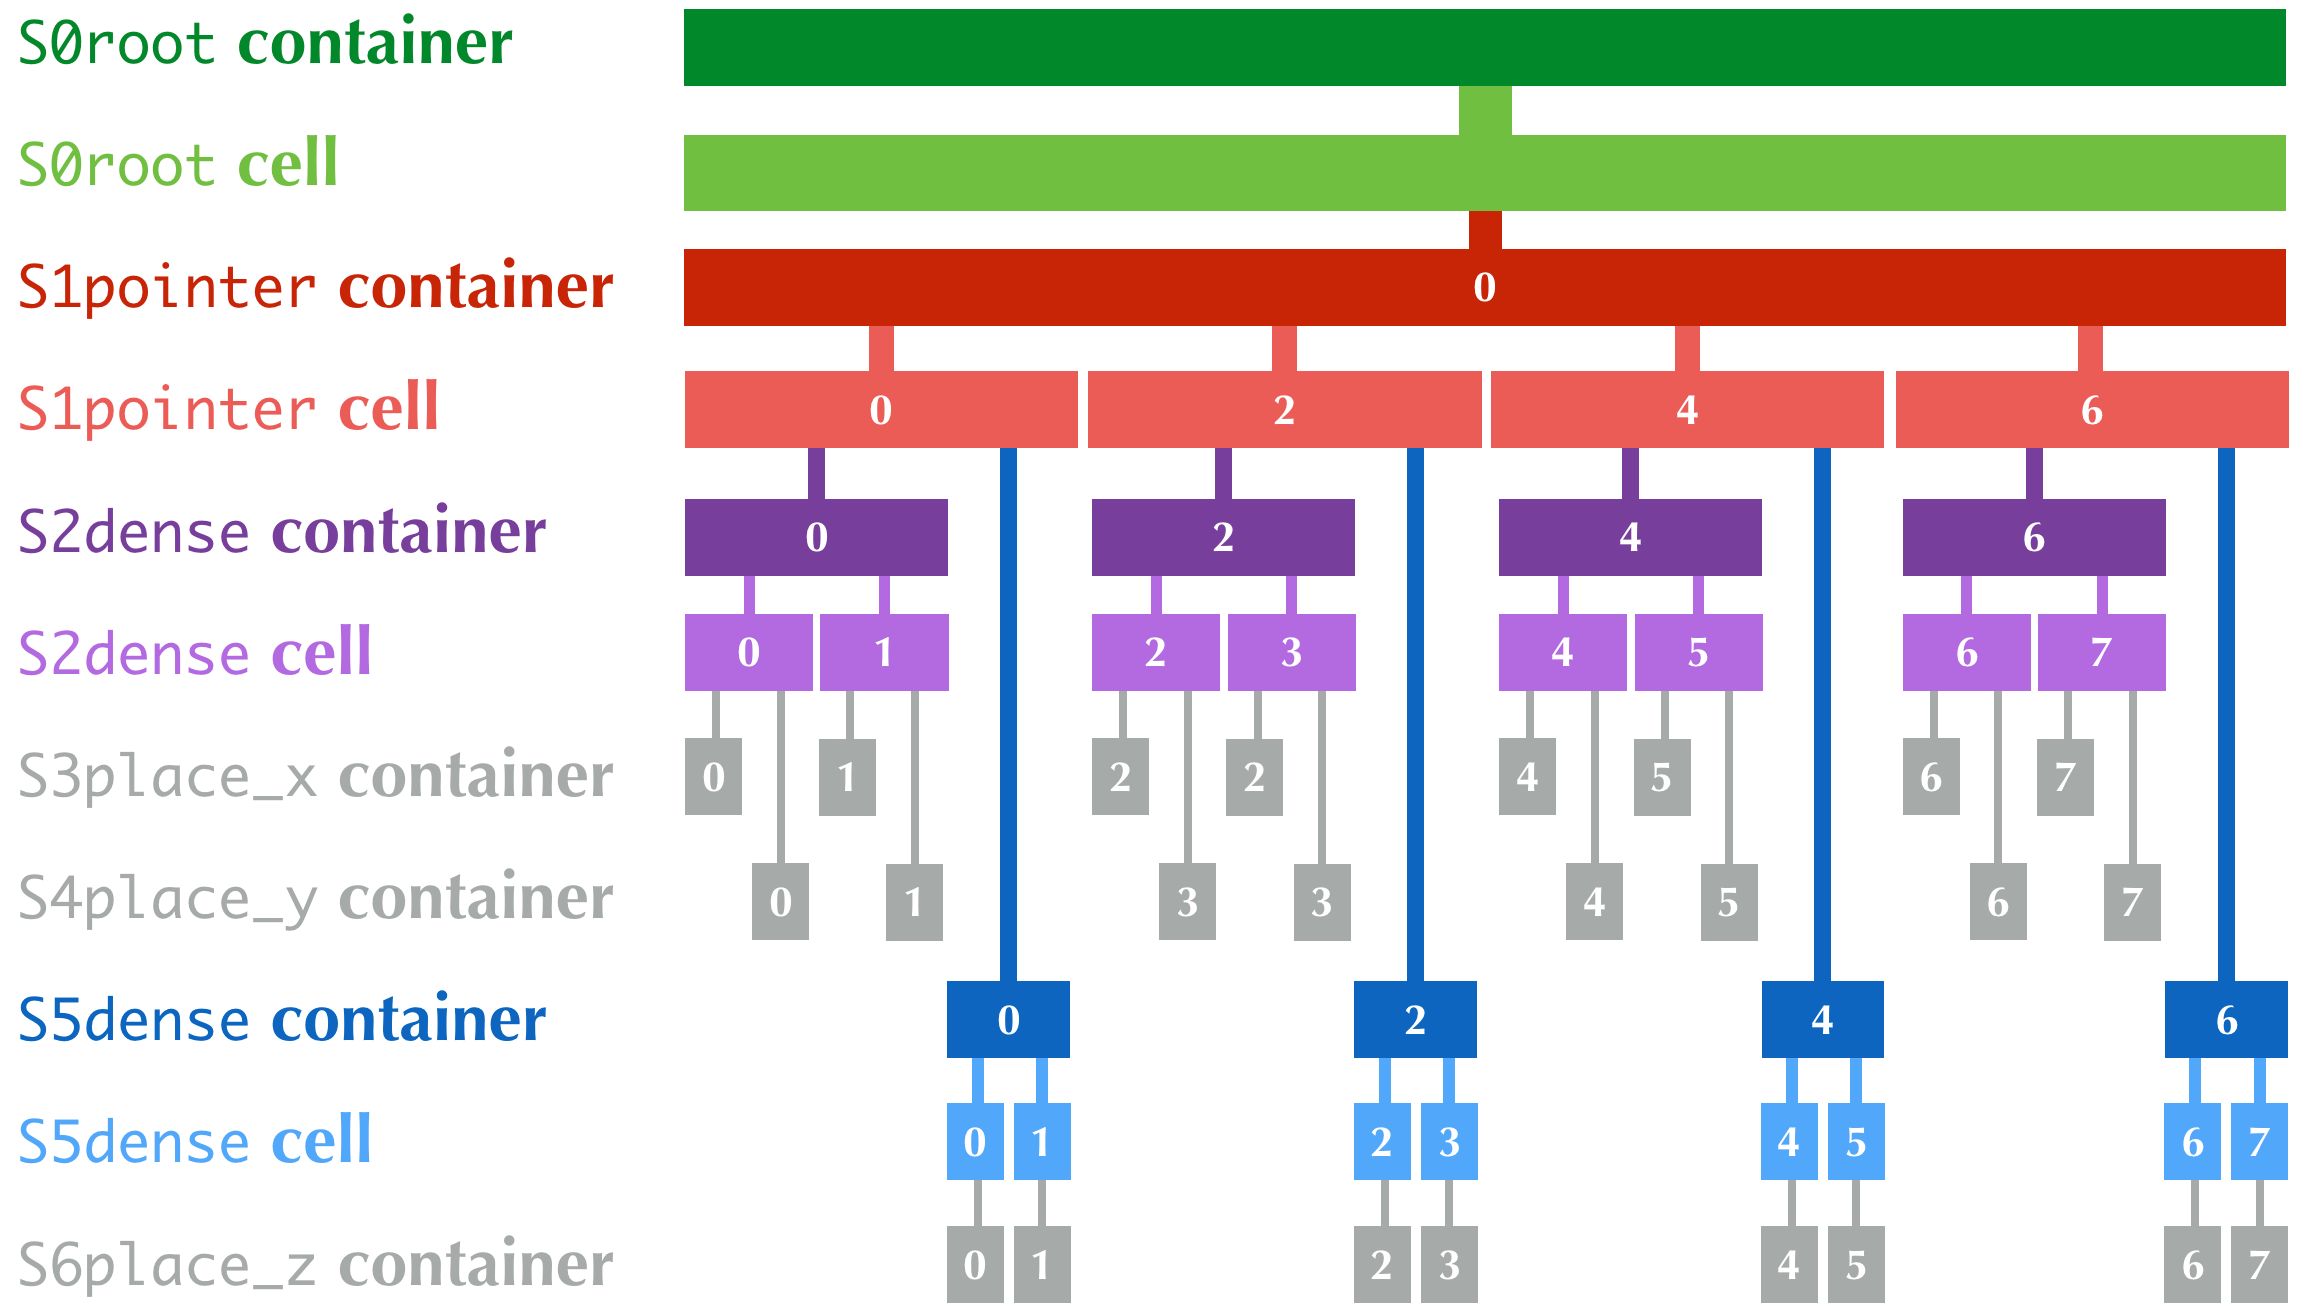 S0root container
S0root cell
S1pointer container 0
S1pointer cell 0 2 4 6
S2dense container 0 2 4 6
S2dense cell 0 1 2 3 4 5 6 7
S3place_x container 0 1 2 2 4 5 6 7
S4place_y container 0 1 3 3 4 5 6 7
S5dense container 0 2 4 6
S5dense cell 0 1 2 3 4 5 6 7
S6place_z container 0 1 2 3 4 5 6 7